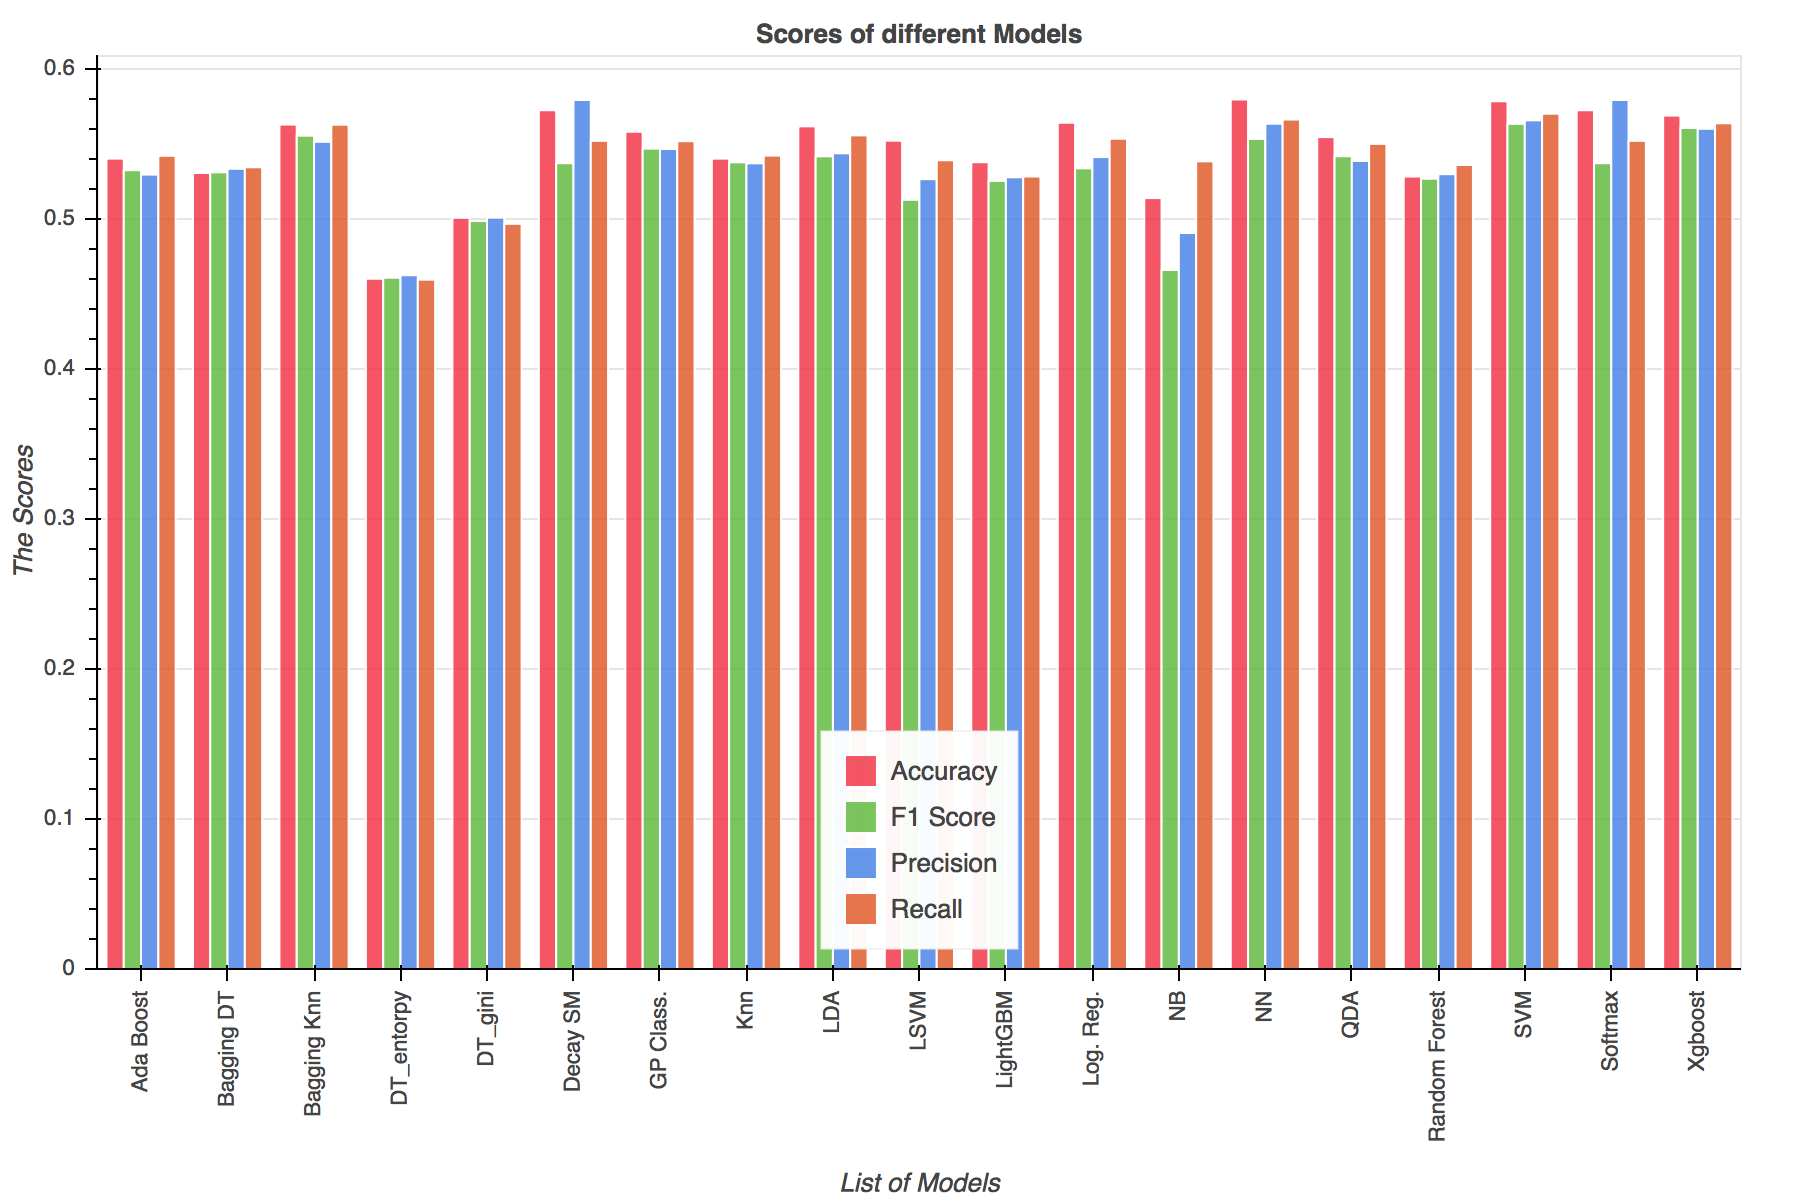 Scores of different Models
0.6
0.5
0.4
0.3
0.2
0.1
0
The Scores
Accuracy
F1 Score
Precision
Recall
Ada Boost
Bagging DT
Bagging Knn
DT_entorpy
DT_gini
Decay SM
GP Class.
Knn
LDA
LSVM
LightGBM
Log. Reg.
NB
NN
QDA
Random Forest
SVM
Softmax
Xgboost
List of Models